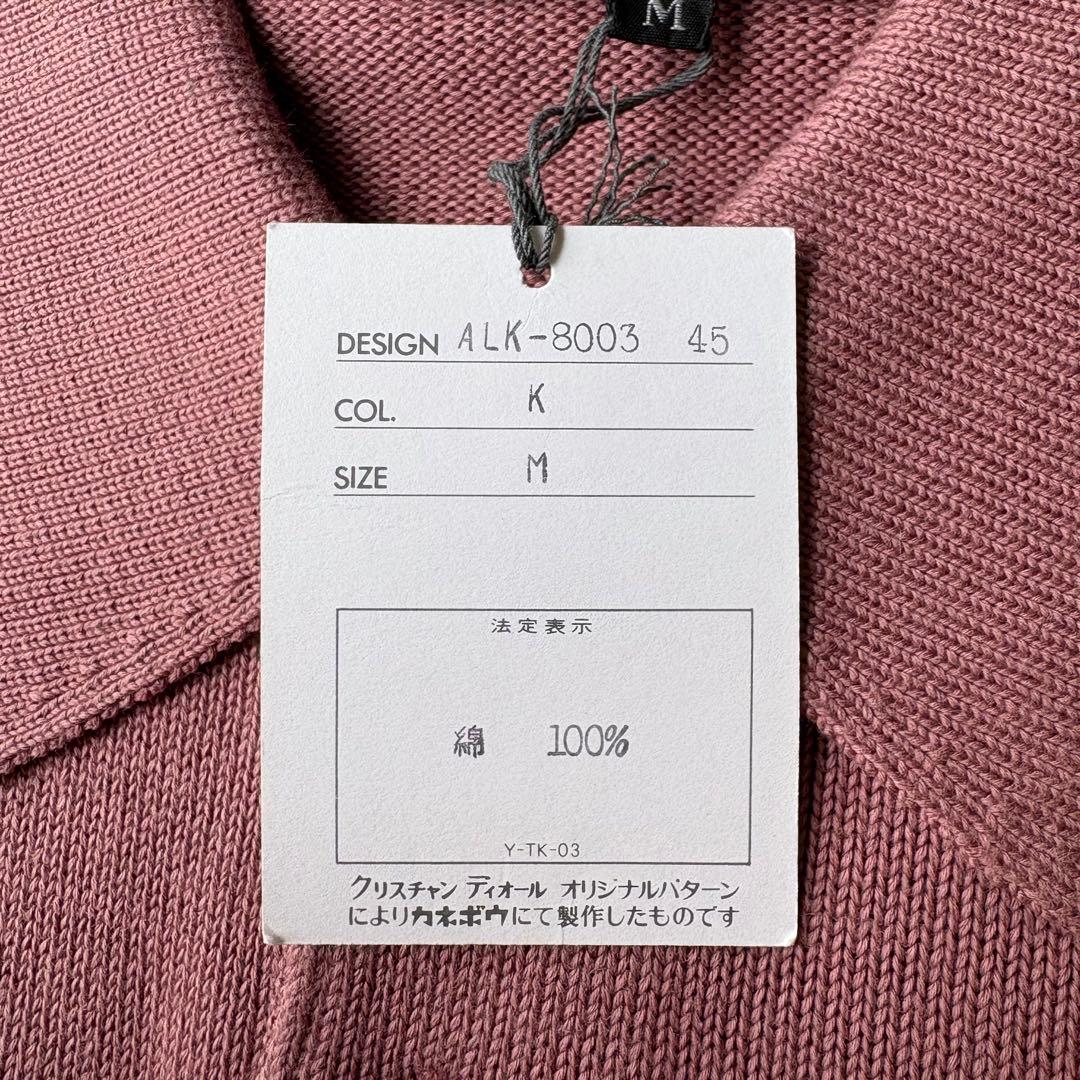 M
DESIGN ALK-8003 45
COL. K
SIZE M
法定表示
綿 100%
Y-TK-03
クリスチャン ディオール オリジナルパターン
によりカネボウにて製作したものです